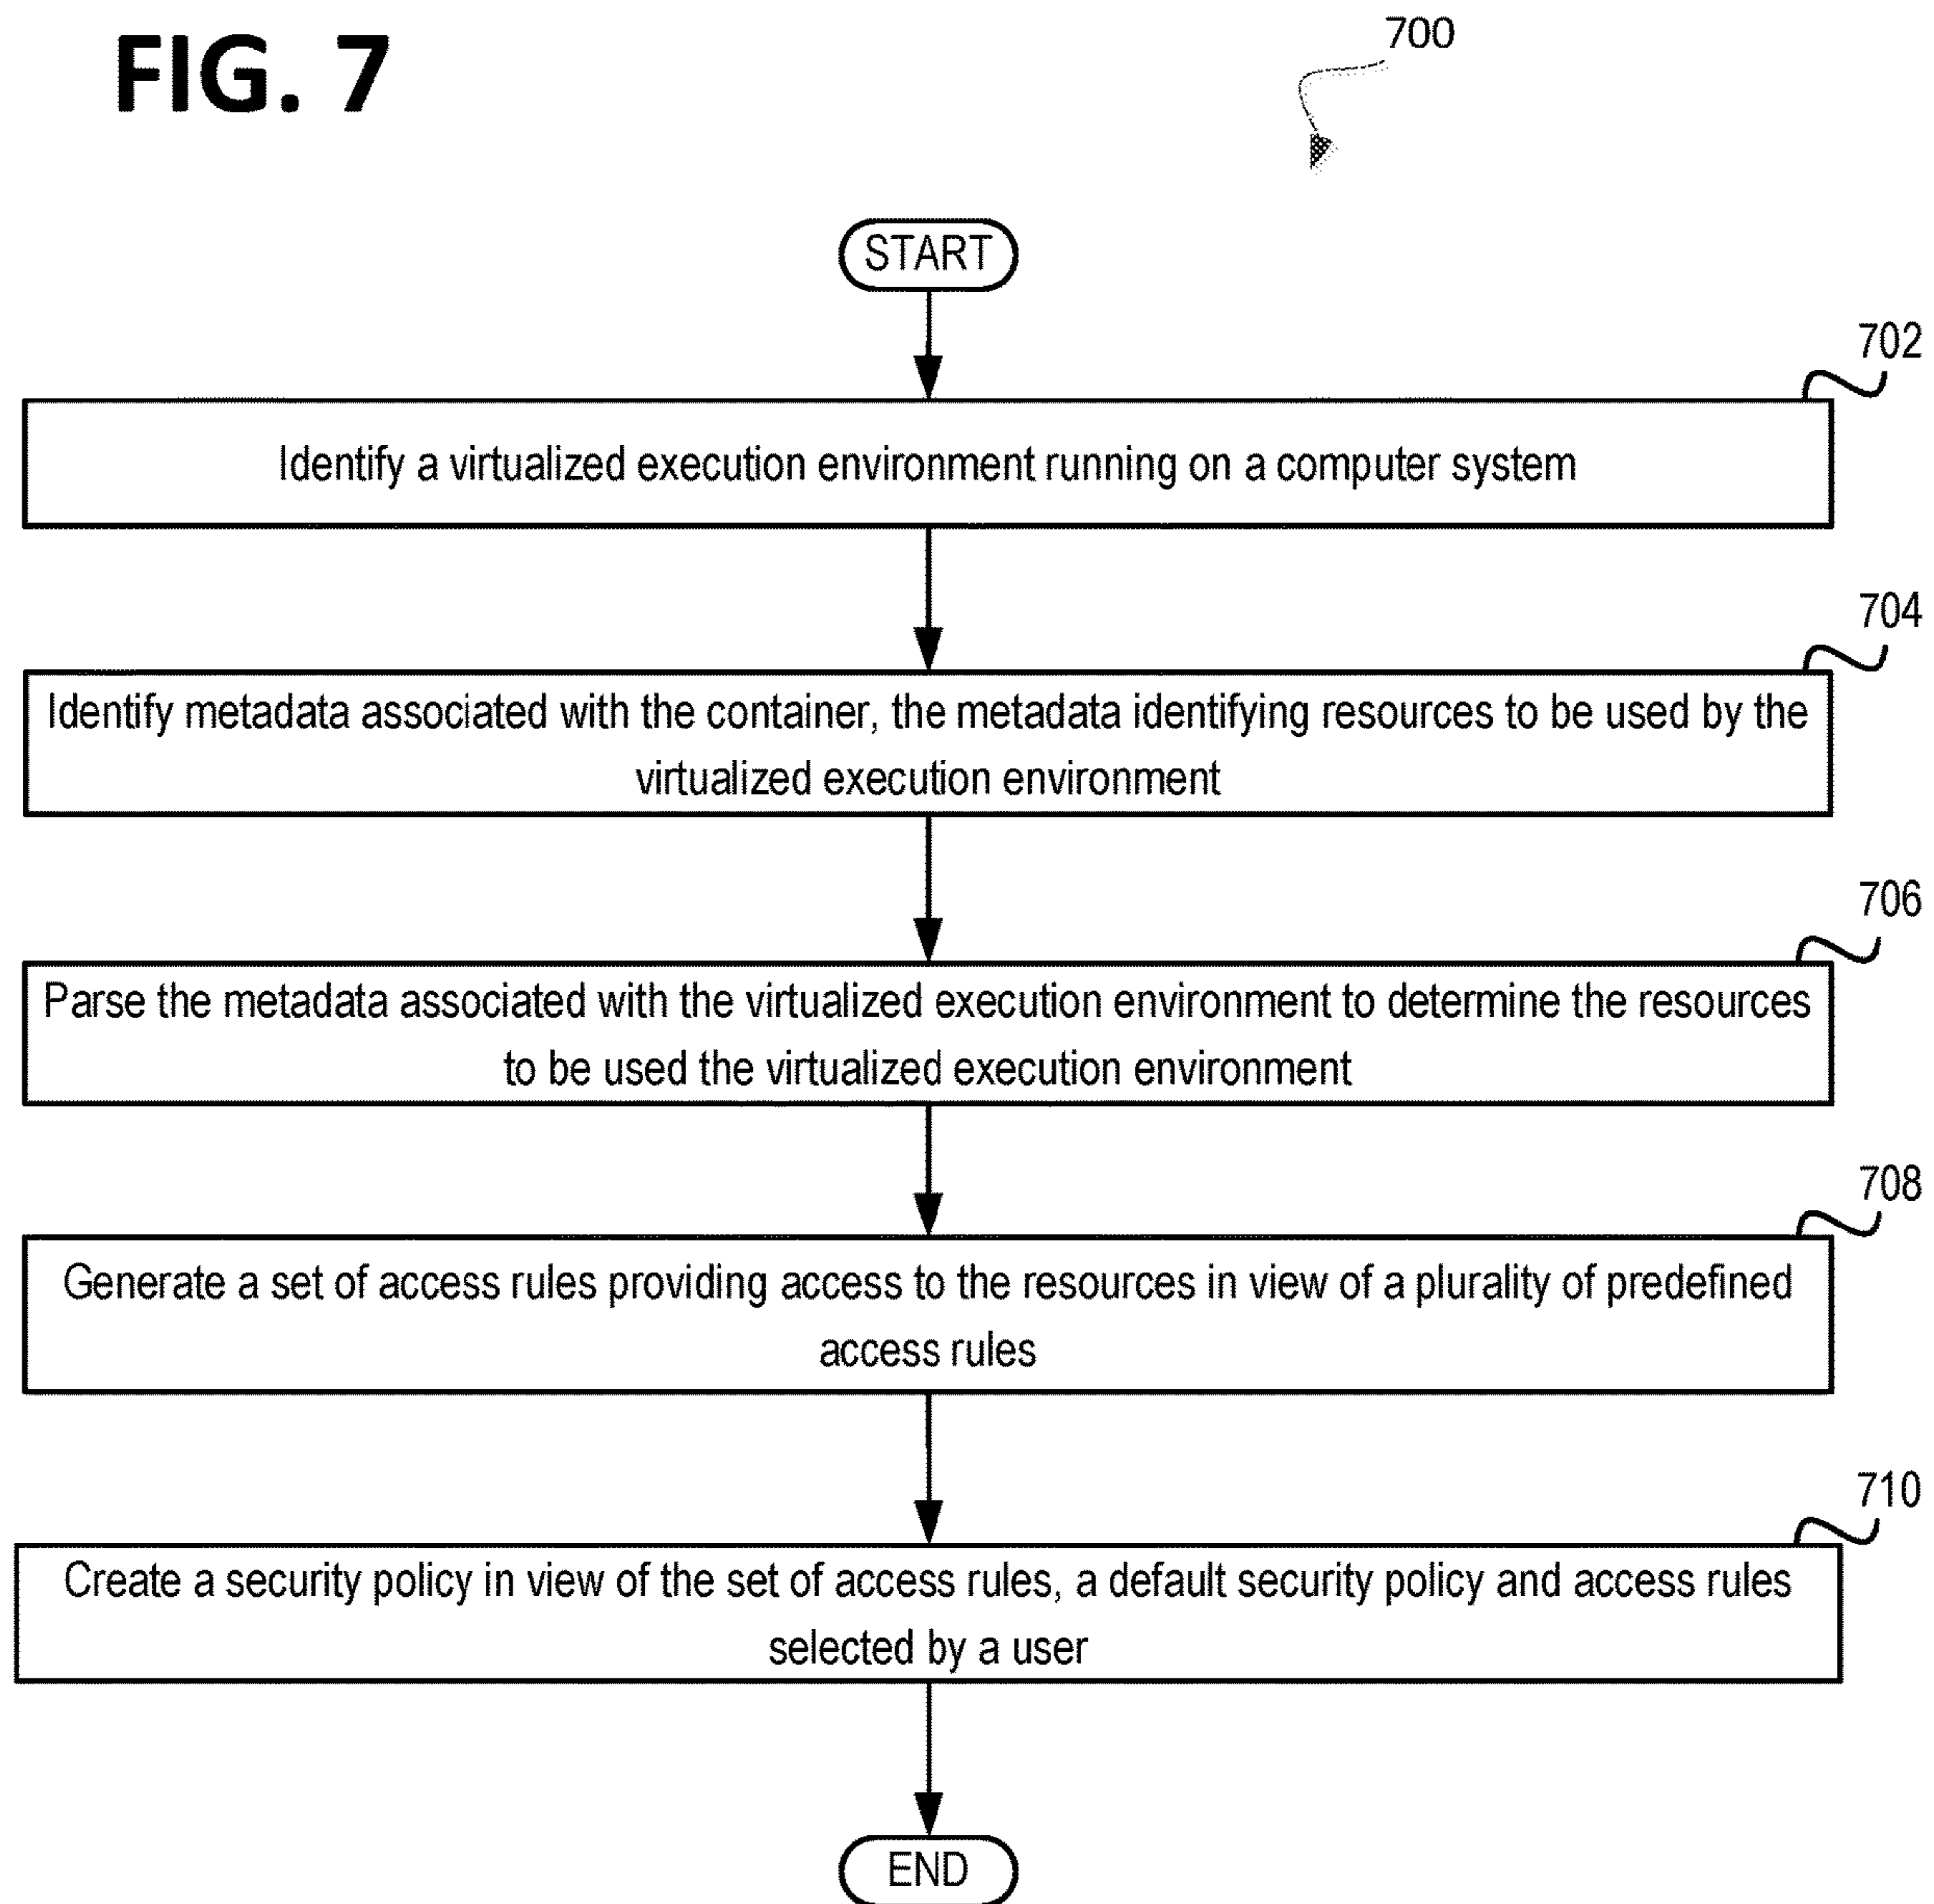 FIG. 7
700
START
702
Identify a virtualized execution environment running on a computer system
704
Identify metadata associated with the container, the metadata identifying resources to be used by the
virtualized execution environment
706
Parse the metadata associated with the virtualized execution environment to determine the resources
to be used the virtualized execution environment
708
Generate a set of access rules providing access to the resources in view of a plurality of predefined
access rules
710
Create a security policy in view of the set of access rules, a default security policy and access rules
selected by a user
END